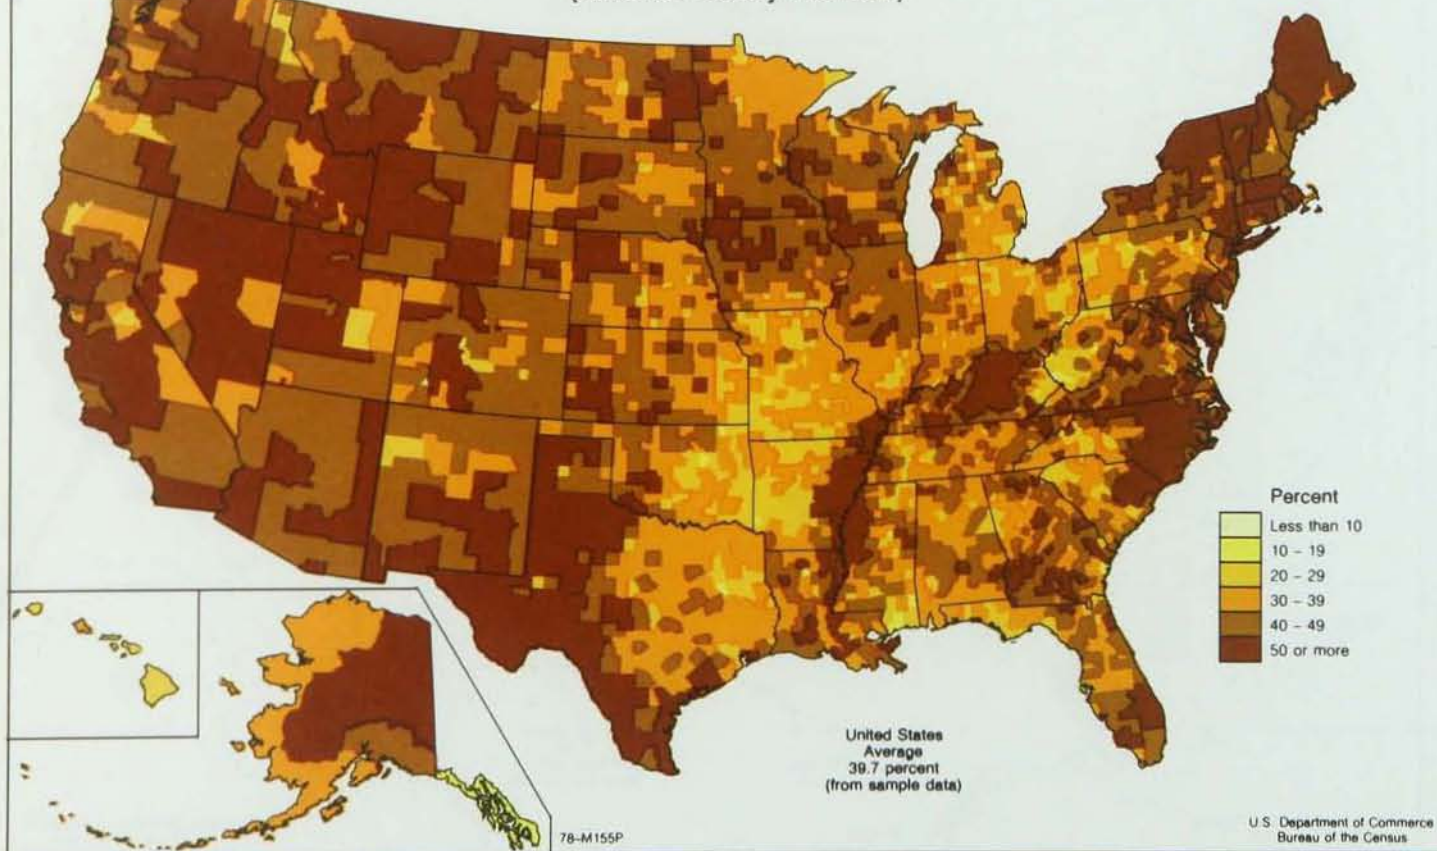 Percent
Less than 10
10 - 19
20 - 29
30 - 39
40 - 49
50 or more
United States
Average
39.7 percent
(from sample data)
78-M155P
U.S. Department of Commerce
Bureau of the Census